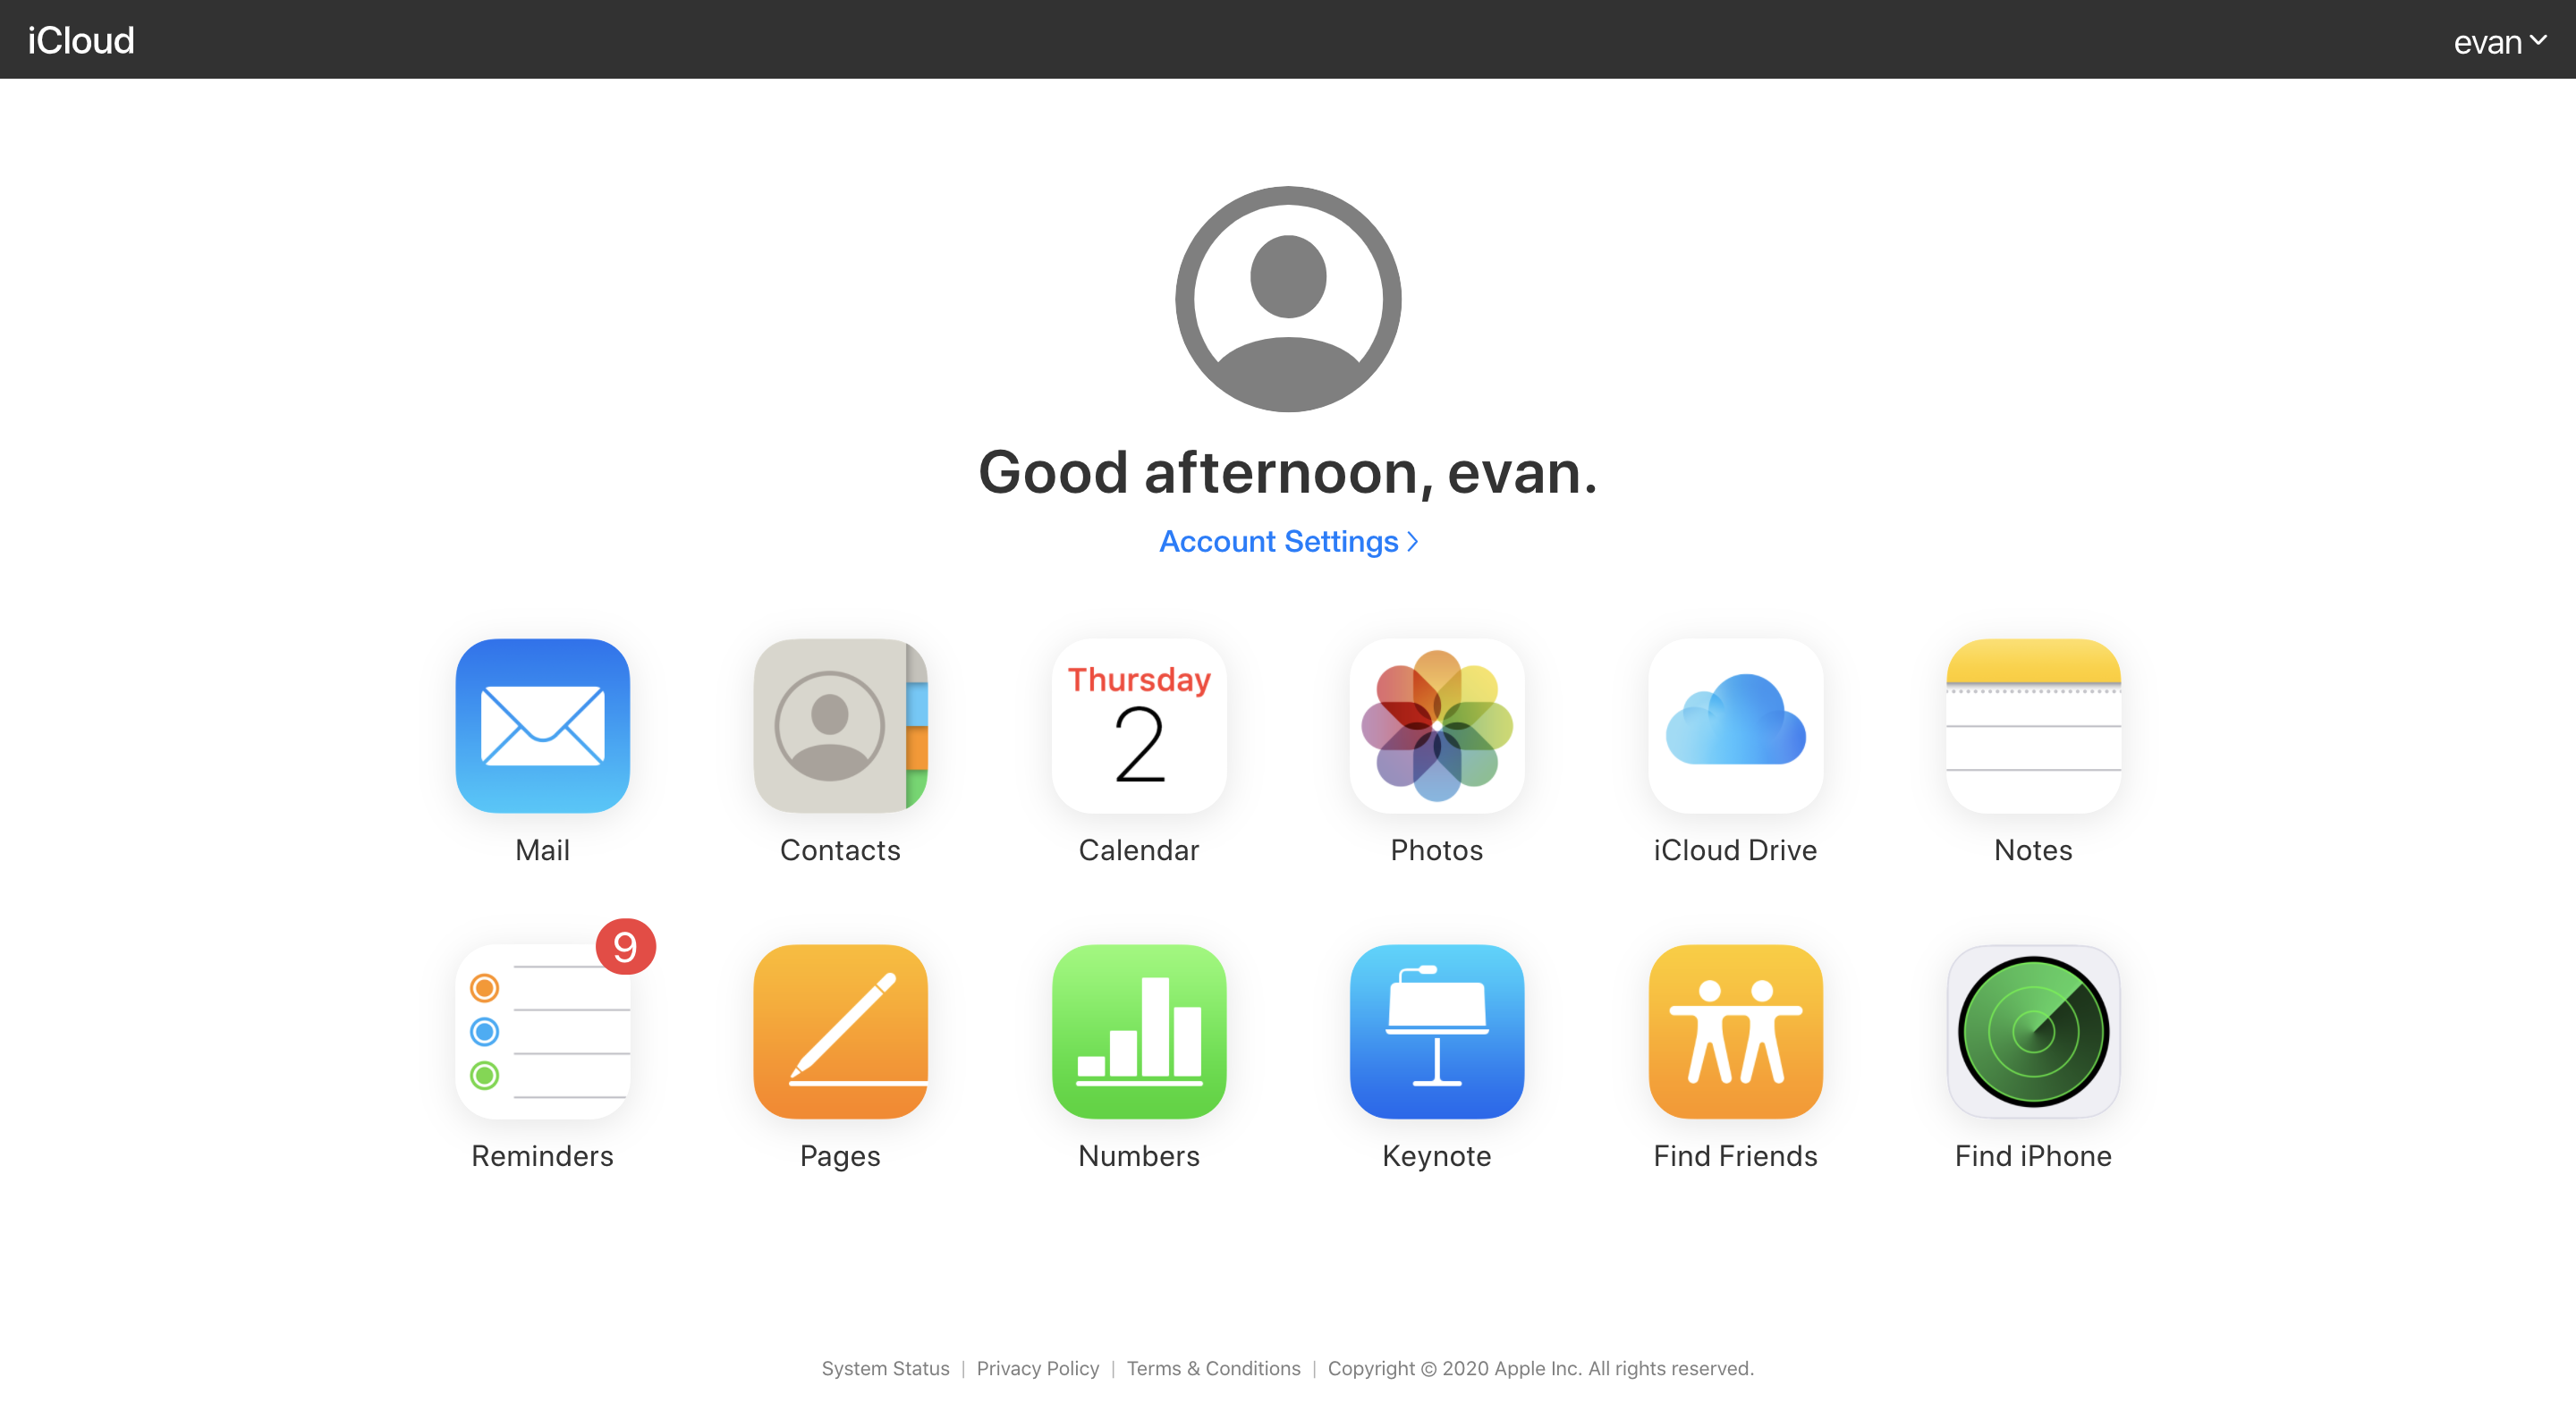 iCloud
evan
Good afternoon, evan.
Account Settings
Thursday
2
Mail
Contacts
Calendar
Photos
iCloud Drive
Notes
9
Reminders
Pages
Numbers
Keynote
Find Friends
Find iPhone
System Status | Privacy Policy | Terms & Conditions | Copyright © 2020 Apple Inc. All rights reserved.